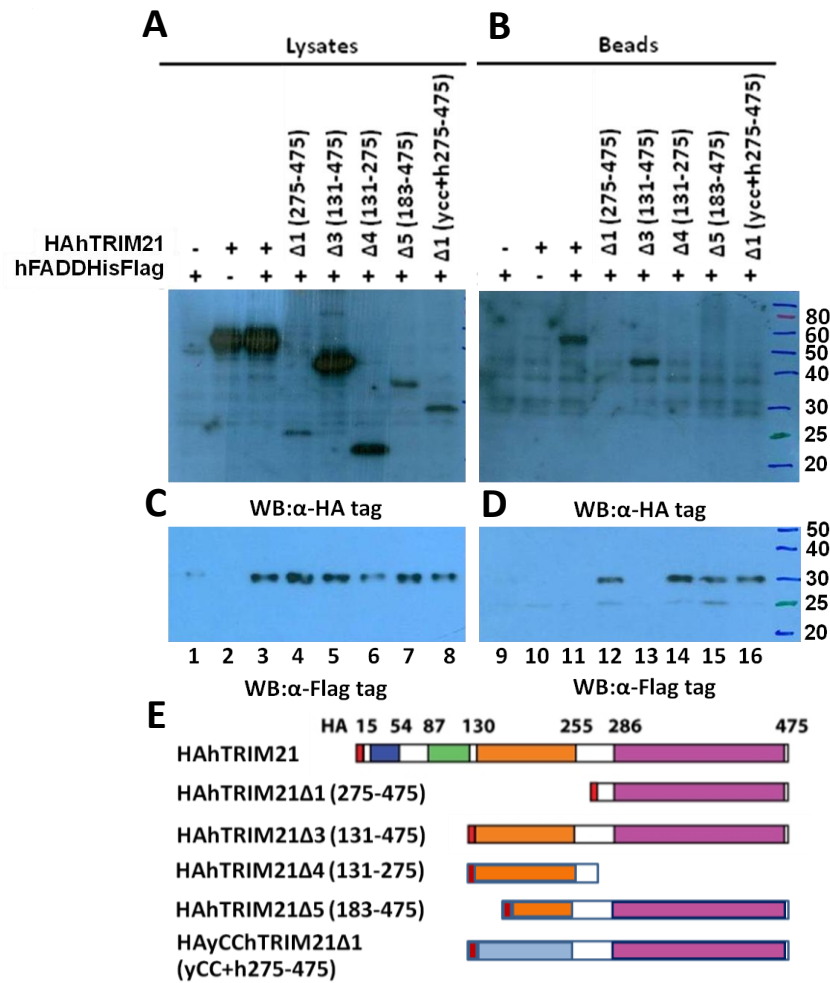 A
B
Lysates
Beads
Δ1 (275-475)
Δ3 (131-475)
Δ4 (131-275)
Δ5 (183-475)
Δ1 (ycc+h275-475)
Δ1 (275-475)
Δ3 (131-475)
Δ4 (131-275)
Δ5 (183-475)
Δ1 (ycc+h275-475)
HAhTRIM21 - + + - + +
hFADDHisFlag + - + + + + + + + - + + + + + +
80
60
50
40
30
25
20
C
D
WB:α-HA tag
WB:α-HA tag
50
40
30
25
20
1 2 3 4 5 6 7 8 9 10 11 12 13 14 15 16
WB:α-Flag tag
WB:α-Flag tag
E
HA 15 54 87 130 255 286 475
HAhTRIM21
HAhTRIM21Δ1 (275-475)
HAhTRIM21Δ3 (131-475)
HAhTRIM21Δ4 (131-275)
HAhTRIM21Δ5 (183-475)
HAyCChTRIM21Δ1
(yCC+h275-475)